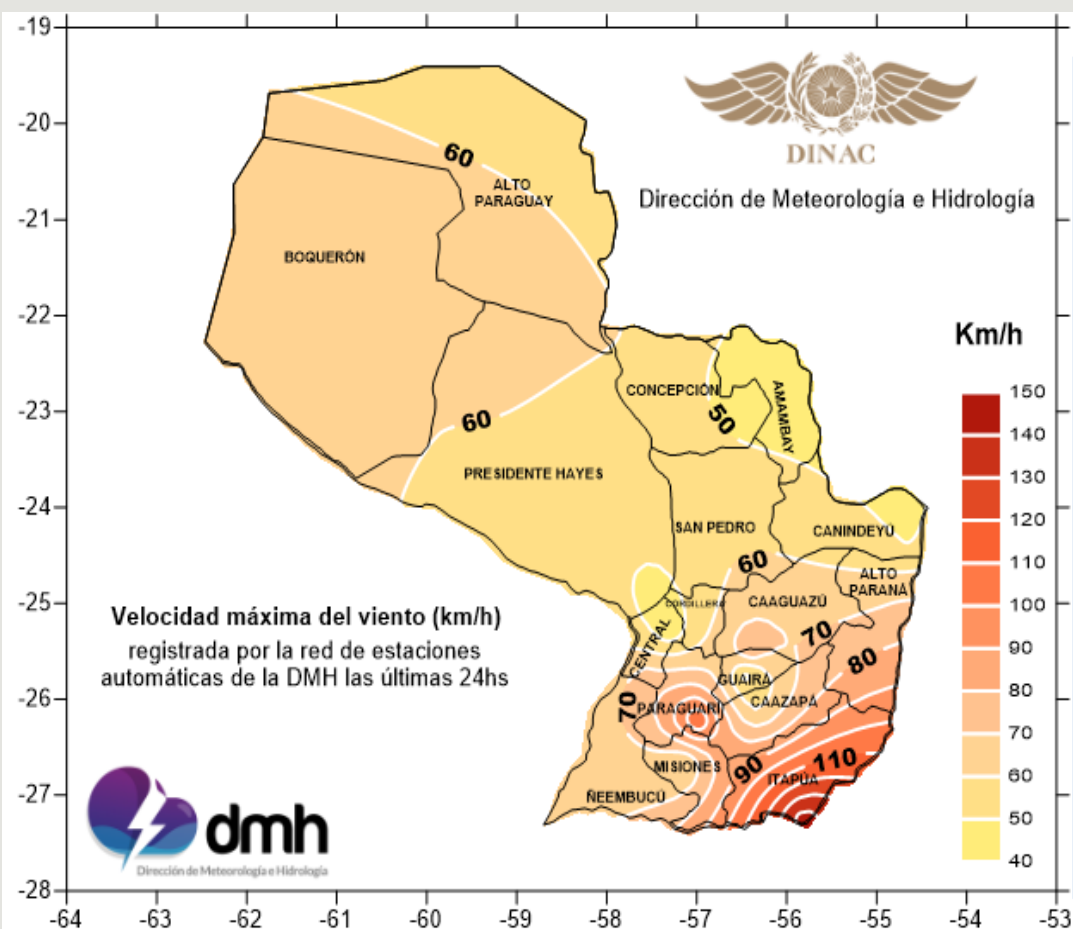 -19
-20
-21
-22
-23
-24
-25
-26
-27
-28
-64
-63
-62
-61
-60
-59
-58
-57
-56
-55
-54
-53
DINAC
Dirección de Meteorología e Hidrología
60
ALTO
PARAGUAY
BOQUERÓN
CONCEPCIÓN
AMAMBAY
50
60
PRESIDENTE HAYES
SAN PEDRO
CANINDEYÚ
60
ALTO
PARANÁ
CORDILLERA
CAAGUAZÚ
70
CENTRAL
80
GUAIRÁ
CAAZAPÁ
70
PARAGUARÍ
MISIONES
90
110
ITAPÚA
ÑEEMBUCÚ
Km/h
150
140
130
120
110
100
90
80
70
60
50
40
Velocidad máxima del viento (km/h)
registrada por la red de estaciones
automáticas de la DMH las últimas 24hs
dmh
Dirección de Meteorología e Hidrología